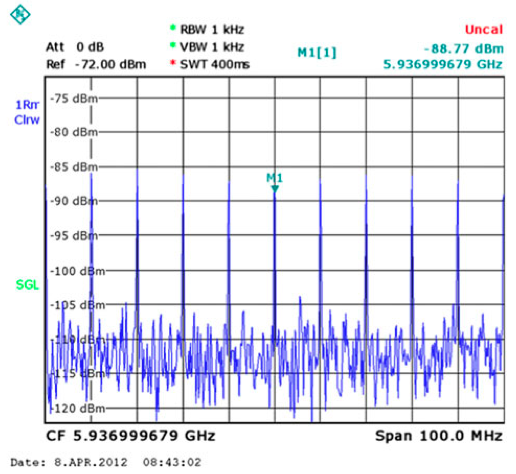 * RBW 1 kHz
Uncal
Att 0 dB
* VBW 1 kHz
M1[1]
-88.77 dBm
Ref -72.00 dBm
* SWT 400ms
5.936999679 GHz
-75 dBm
1Rm
Clrw
-80 dBm
-85 dBm
M1
-90 dBm
-95 dBm
-100 dBm
SGL
-105 dBm
-110 dBm
-115 dBm
-120 dBm
CF 5.936999679 GHz
Span 100.0 MHz
Date: 8.APR.2012 08:43:02